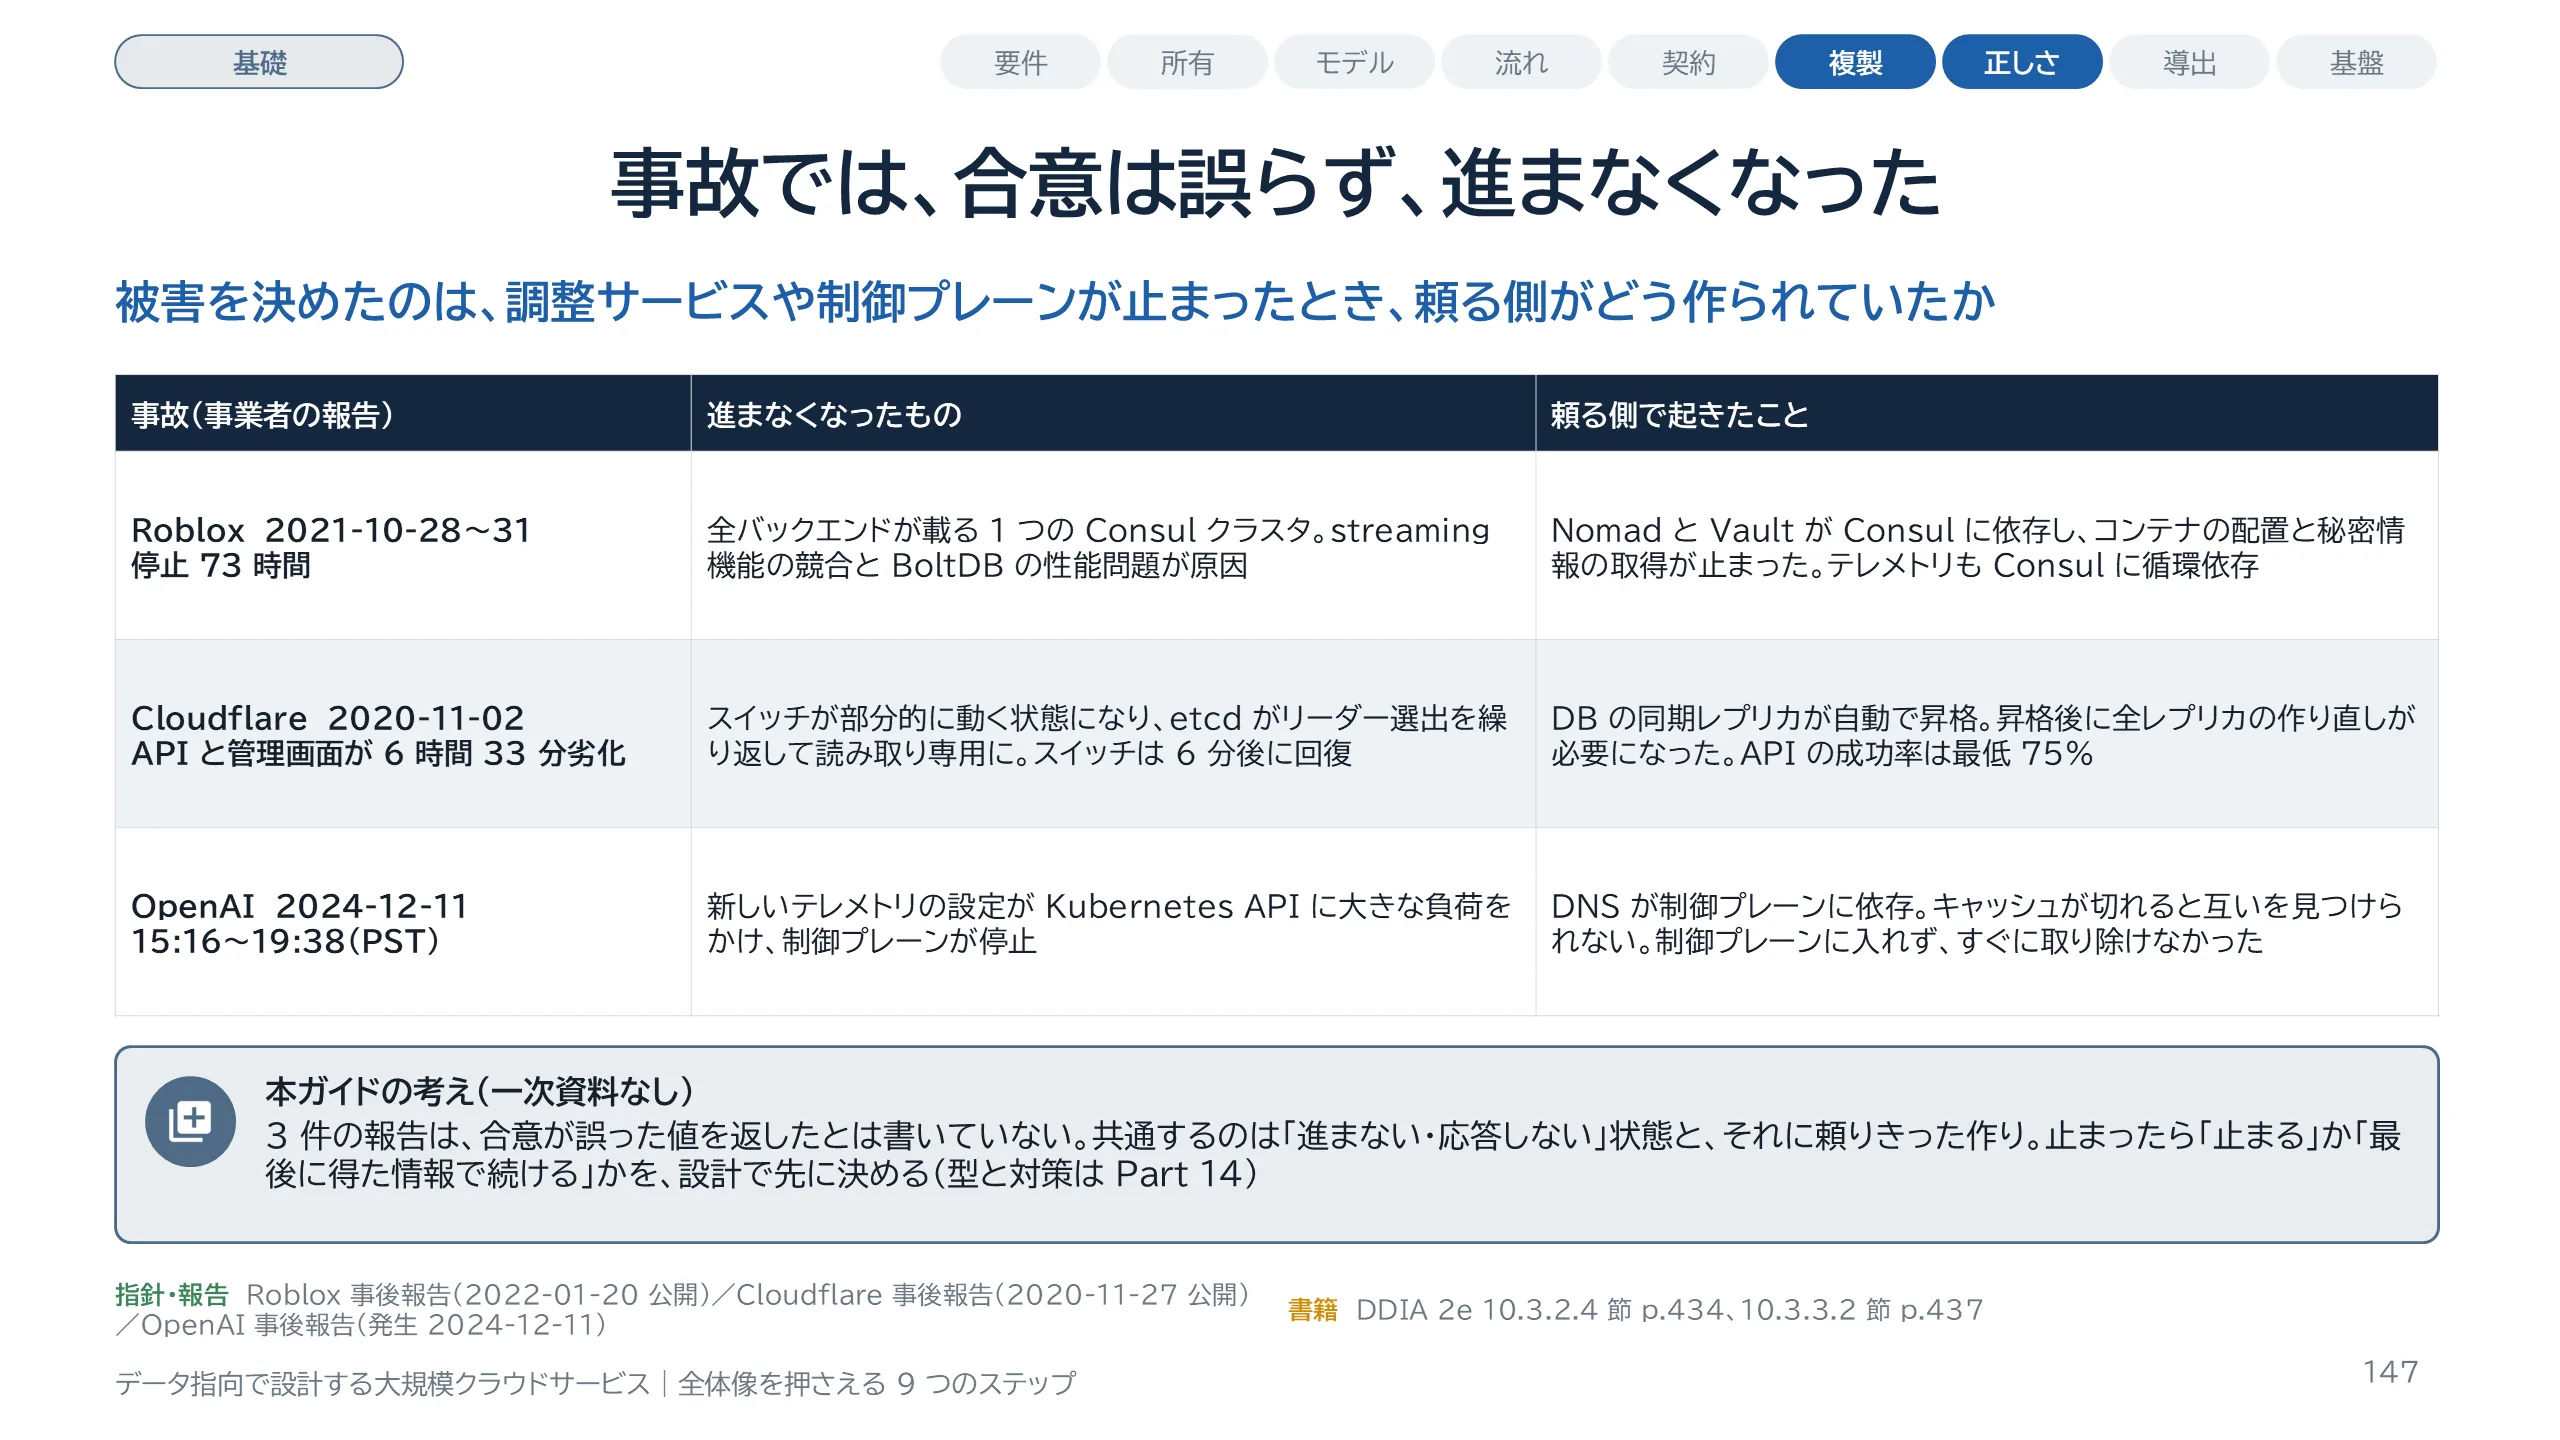 基礎
要件
所有
モデル
流れ
契約
複製
正しさ
導出
基盤
事故では、合意は誤らず、進まなくなった
被害を決めたのは、調整サービスや制御プレーンが止まったとき、頼る側がどう作られていたか
事故（事業者の報告）
進まなくなったもの
頼る側で起きたこと
Roblox 2021-10-28～31
停止 73 時間
全バックエンドが載る 1 つの Consul クラスタ。streaming
機能の競合と BoltDB の性能問題が原因
Nomad と Vault が Consul に依存し、コンテナの配置と秘密情
報の取得が止まった。テレメトリも Consul に循環依存
Cloudflare 2020-11-02
API と管理画面が 6 時間 33 分劣化
スイッチが部分的に動く状態になり、etcd がリーダー選出を繰
り返して読み取り専用に。スイッチは 6 分後に回復
DB の同期レプリカが自動で昇格。昇格後に全レプリカの作り直しが
必要になった。API の成功率は最低 75%
OpenAI 2024-12-11
15:16～19:38（PST）
新しいテレメトリの設定が Kubernetes API に大きな負荷を
かけ、制御プレーンが停止
DNS が制御プレーンに依存。キャッシュが切れると互いを見つけら
れない。制御プレーンに入れず、すぐに取り除けなかった
本ガイドの考え（一次資料なし）
3 件の報告は、合意が誤った値を返したとは書いていない。共通するのは「進まない・応答しない」状態と、それに頼りきった作り。止まったら「止まる」か「最
後に得た情報で続ける」かを、設計で先に決める（型と対策は Part 14）
指針・報告 Roblox 事後報告（2022-01-20 公開）／Cloudflare 事後報告（2020-11-27 公開）
／OpenAI 事後報告（発生 2024-12-11）
書籍 DDIA 2e 10.3.2.4 節 p.434、10.3.3.2 節 p.437
データ指向で設計する大規模クラウドサービス｜全体像を押さえる 9 つのステップ
147